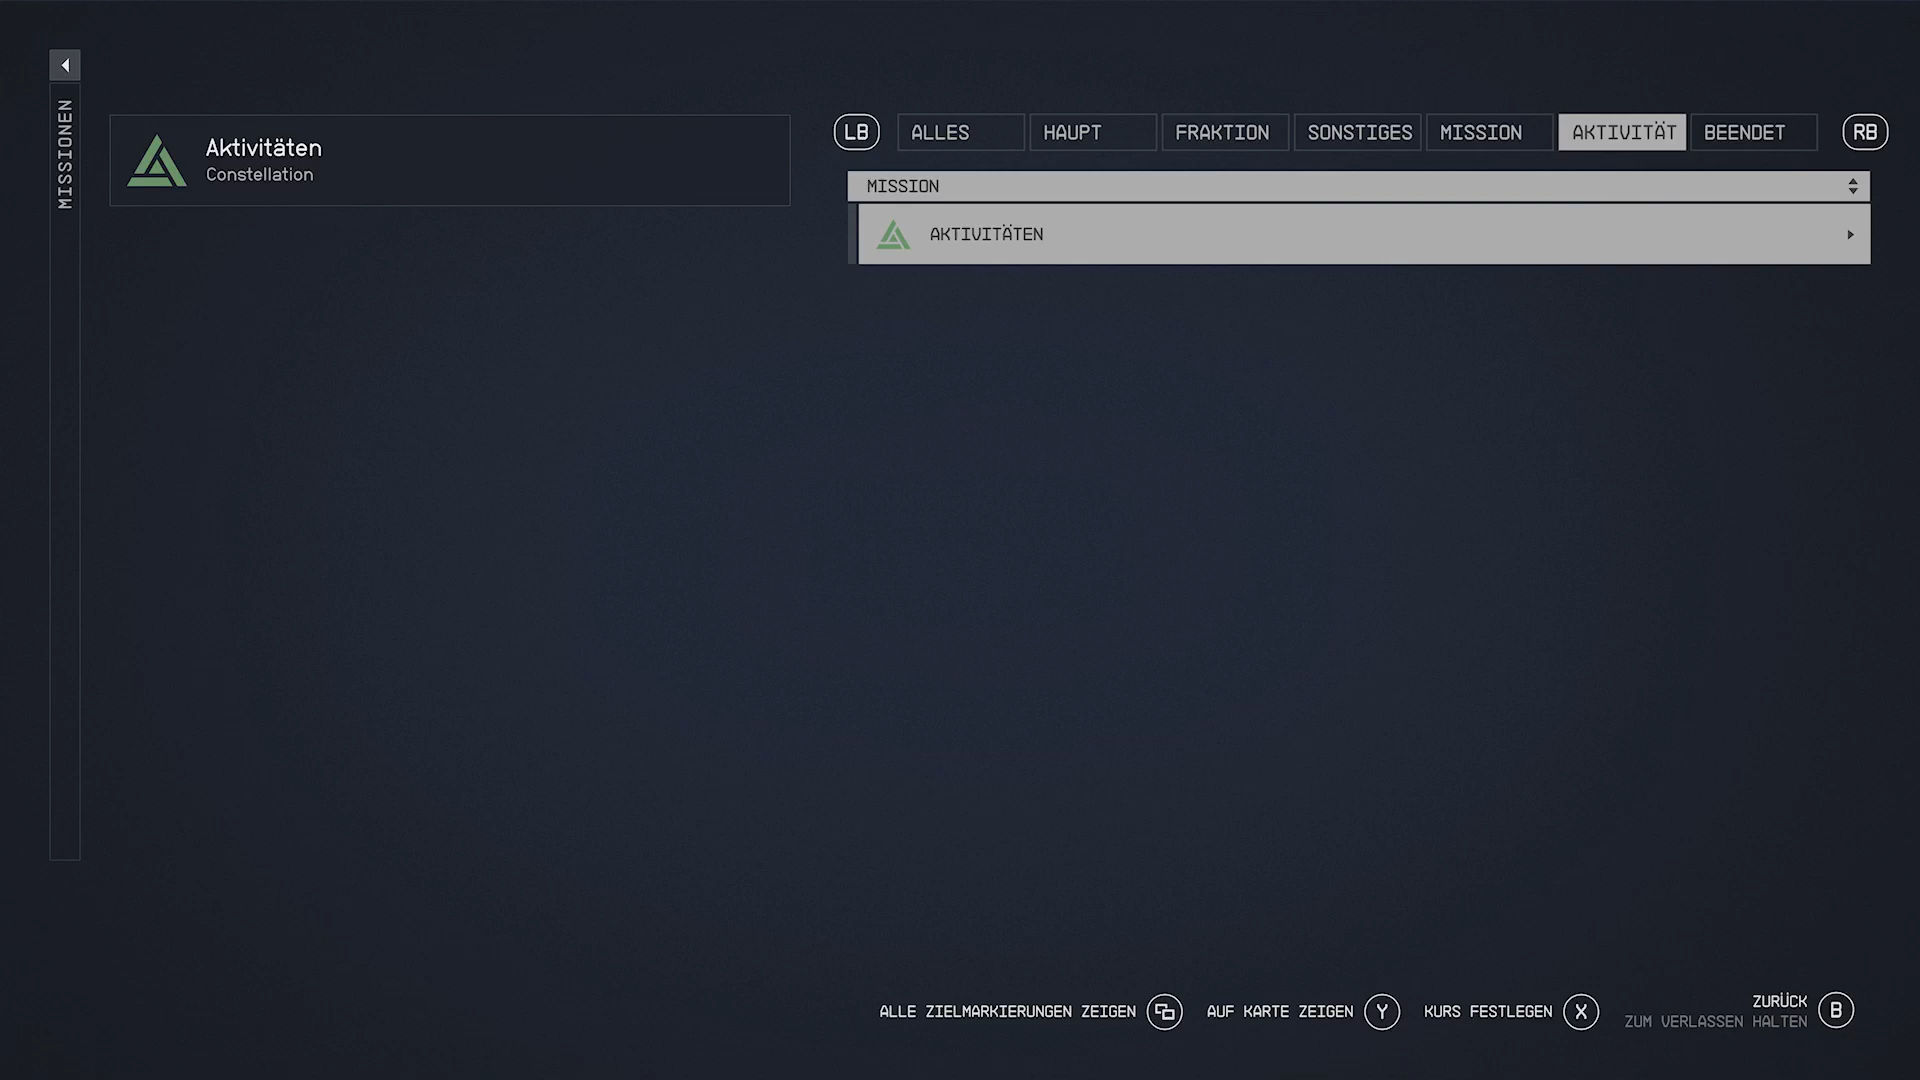 MISSIONEN
Aktivitäten
Constellation
LB ALLES HAUPT FRAKTION SONSTIGES MISSION AKTIVITÄT BEENDET RB
MISSION
AKTIVITÄTEN
ALLE ZIELMARKIERUNGEN ZEIGEN AUF KARTE ZEIGEN Y KURS FESTLEGEN X ZURÜCK B
ZUM VERLASSEN HALTEN